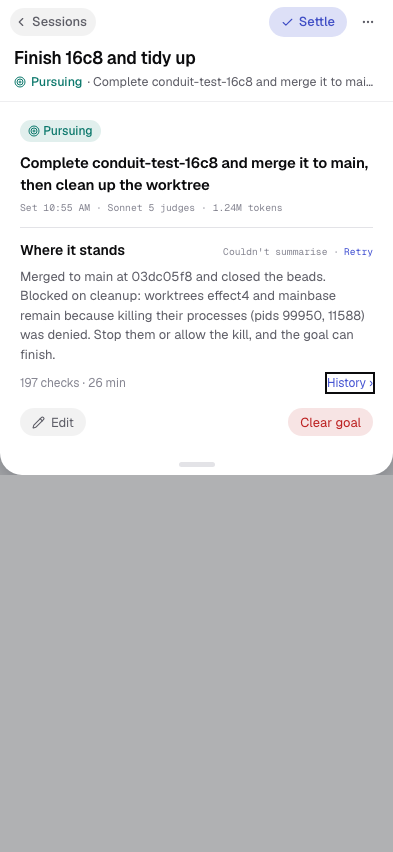 Sessions
Settle
Finish 16c8 and tidy up
Pursuing · Complete conduit-test-16c8 and merge it to mai...
Pursuing
Complete conduit-test-16c8 and merge it to main,
then clean up the worktree
Set 10:55 AM · Sonnet 5 judges · 1.24M tokens
Where it stands
Couldn't summarise · Retry
Merged to main at 03dc05f8 and closed the beads.
Blocked on cleanup: worktrees effect4 and mainbase
remain because killing their processes (pids 99950, 11588)
was denied. Stop them or allow the kill, and the goal can
finish.
197 checks · 26 min
History ›
Edit
Clear goal